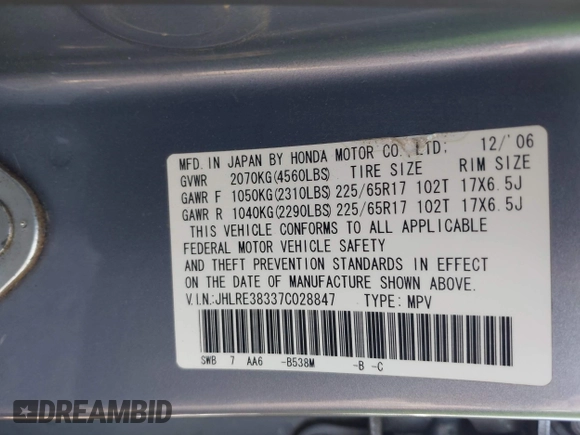 MFD. IN JAPAN BY HONDA MOTOR CO.,LTD; 12/'06
GVWR 2070KG(4560LBS) TIRE SIZE RIM SIZE
GAWR F 1050KG(2310LBS) 225/65R17 102T 17X6.5J
GAWR R 1040KG(2290LBS) 225/65R17 102T 17X6.5J
THIS VEHICLE CONFORMS TO ALL APPLICABLE
FEDERAL MOTOR VEHICLE SAFETY
AND THEFT PREVENTION STANDARDS IN EFFECT
ON THE DATE OF MANUFACTURE SHOWN ABOVE.
V.I.N:JHLRE38337C028847 TYPE: MPV
SWB 7 AA6 -B538M -B -C
DREAMBID